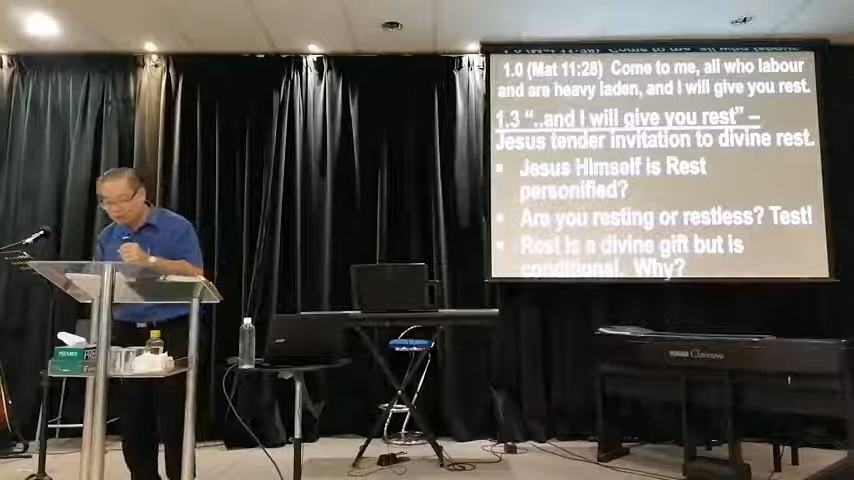 1.0 (Mat 11:28) Come to me, all who labour
and are heavy laden, and I will give you rest.
1.3 “...and I will give you rest” –
Jesus tender invitation to divine rest.
Jesus Himself is Rest
personified!
Are you resting or restless? Test!
Rest is a divine gift but is
conditional. Why?
PREMIER
Clavinova